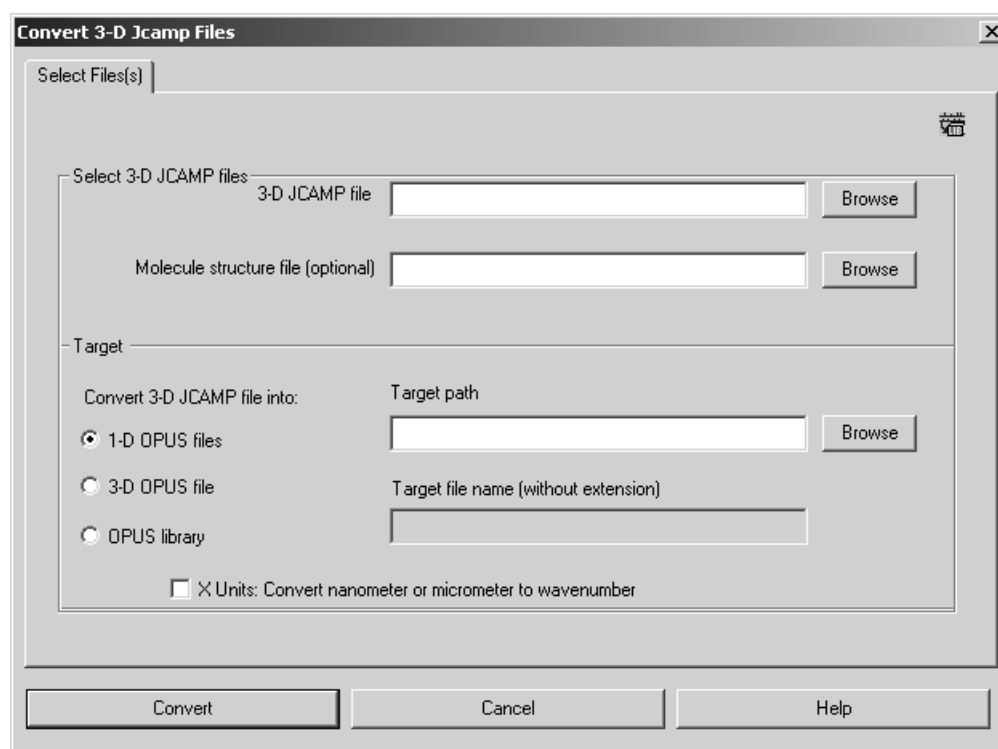 Convert 3-D Jcamp Files
Select Files(s)
Select 3-D JCAMP files
3-D JCAMP file
Browse
Molecule structure file (optional)
Browse
Target
Convert 3-D JCAMP file into:
Target path
1-D OPUS files
Browse
3-D OPUS file
Target file name (without extension)
OPUS library
X Units: Convert nanometer or micrometer to wavenumber
Convert
Cancel
Help